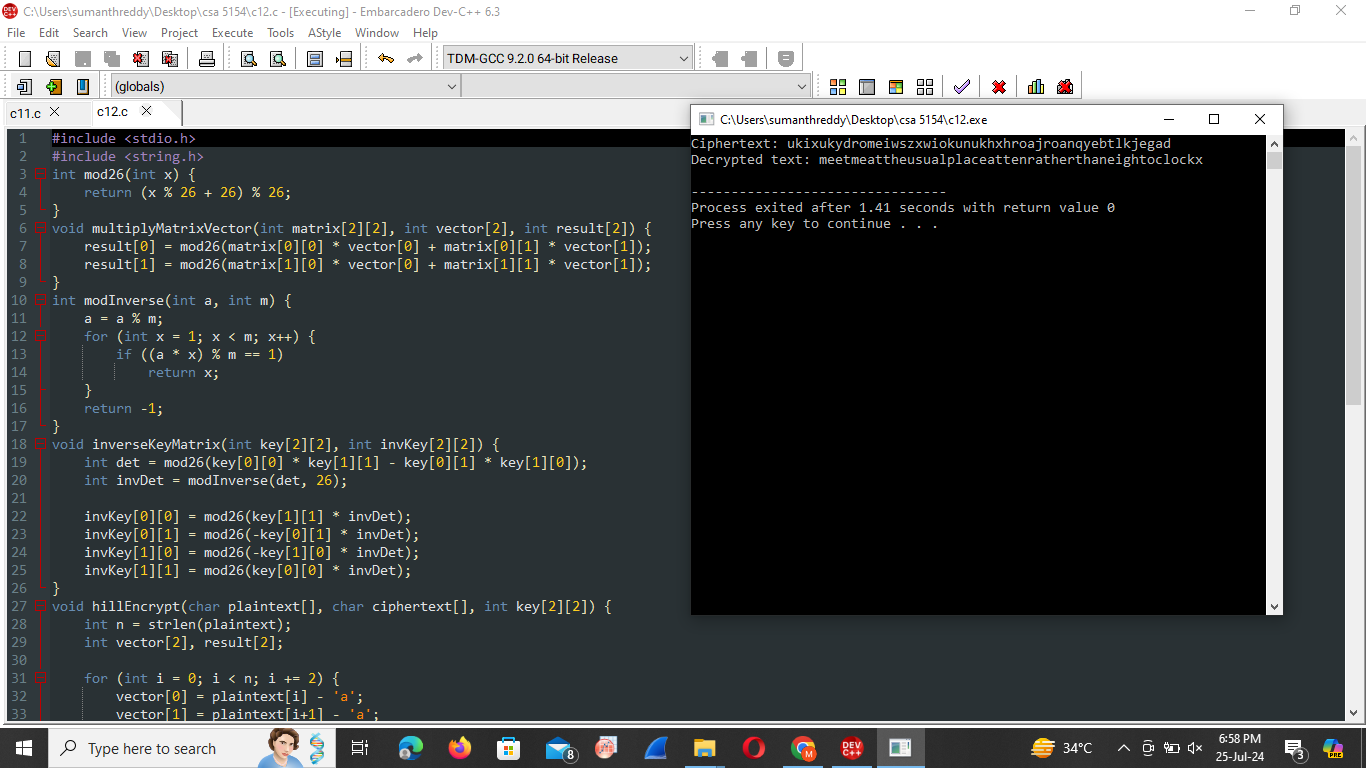 C:\Users\sumanthreddy\Desktop\csa 5154\c12.c - [Executing] - Embarcadero Dev-C++ 6.3
File Edit Search View Project Execute Tools AStyle Window Help
TDM-GCC 9.2.0 64-bit Release
(globals)
c11.c c12.c
1 #include <stdio.h>
2 #include <string.h>
3 int mod26(int x) {
4     return (x % 26 + 26) % 26;
5 }
6 void multiplyMatrixVector(int matrix[2][2], int vector[2], int result[2]) {
7     result[0] = mod26(matrix[0][0] * vector[0] + matrix[0][1] * vector[1]);
8     result[1] = mod26(matrix[1][0] * vector[0] + matrix[1][1] * vector[1]);
9 }
10 int modInverse(int a, int m) {
11     a = a % m;
12     for (int x = 1; x < m; x++) {
13         if ((a * x) % m == 1)
14             return x;
15     }
16     return -1;
17 }
18 void inverseKeyMatrix(int key[2][2], int invKey[2][2]) {
19     int det = mod26(key[0][0] * key[1][1] - key[0][1] * key[1][0]);
20     int invDet = modInverse(det, 26);
21
22     invKey[0][0] = mod26(key[1][1] * invDet);
23     invKey[0][1] = mod26(-key[0][1] * invDet);
24     invKey[1][0] = mod26(-key[1][0] * invDet);
25     invKey[1][1] = mod26(key[0][0] * invDet);
26 }
27 void hillEncrypt(char plaintext[], char ciphertext[], int key[2][2]) {
28     int n = strlen(plaintext);
29     int vector[2], result[2];
30
31     for (int i = 0; i < n; i += 2) {
32         vector[0] = plaintext[i] - 'a';
33         vector[1] = plaintext[i+1] - 'a';
C:\Users\sumanthreddy\Desktop\csa 5154\c12.exe
Ciphertext: ukixukydromeiwszxwiokunukhxhroajroanqyebtlkjegad
Decrypted text: meetmeattheusualplaceattenratherthaneightoclockx
--------------------------------
Process exited after 1.41 seconds with return value 0
Press any key to continue . . .
Type here to search
8
M
DEV C++
34°C
6:58 PM
25-Jul-24
3
PRE